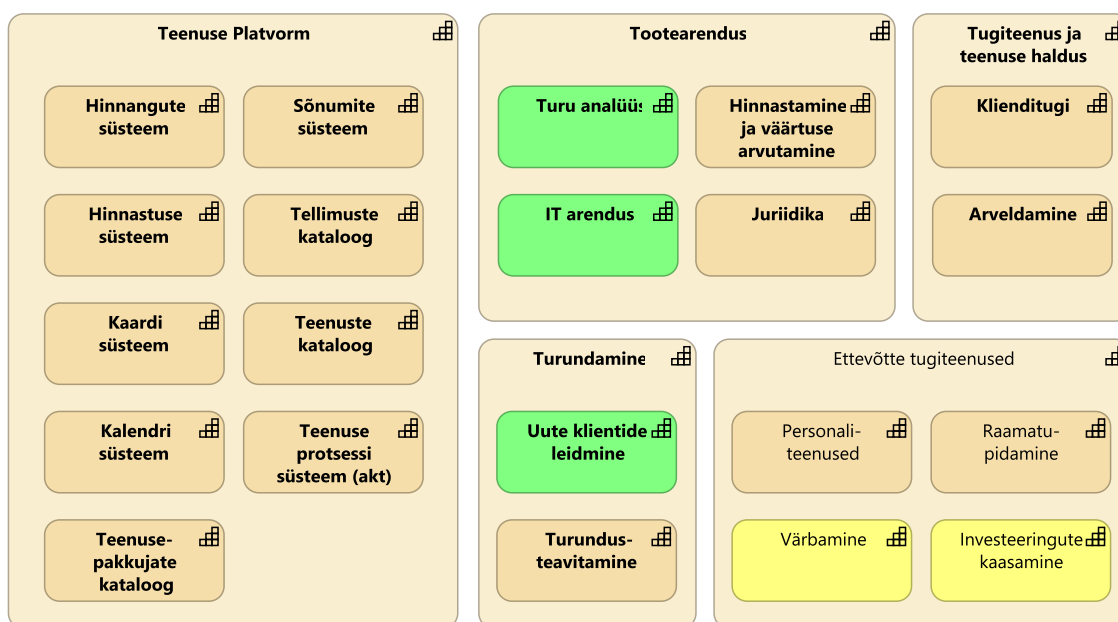 Teenuse Platvorm
Hinnangute
süsteem
Sõnumite
süsteem
Hinnastuse
süsteem
Tellimuste
kataloog
Kaardi
süsteem
Teenuste
kataloog
Kalendri
süsteem
Teenuse
protsessi
süsteem (akt)
Teenuse-
pakkujate
kataloog
Tootearendus
Turu analüüs
Hinnastamine
ja väärtuse
arvutamine
IT arendus
Juriidika
Tugiteenus ja
teenuse haldus
Klienditugi
Arveldamine
Turundamine
Uute klientide
leidmine
Turundus-
teavitamine
Ettevõtte tugiteenused
Personali-
teenused
Raamatu-
pidamine
Värbamine
Investeeringute
kaasamine